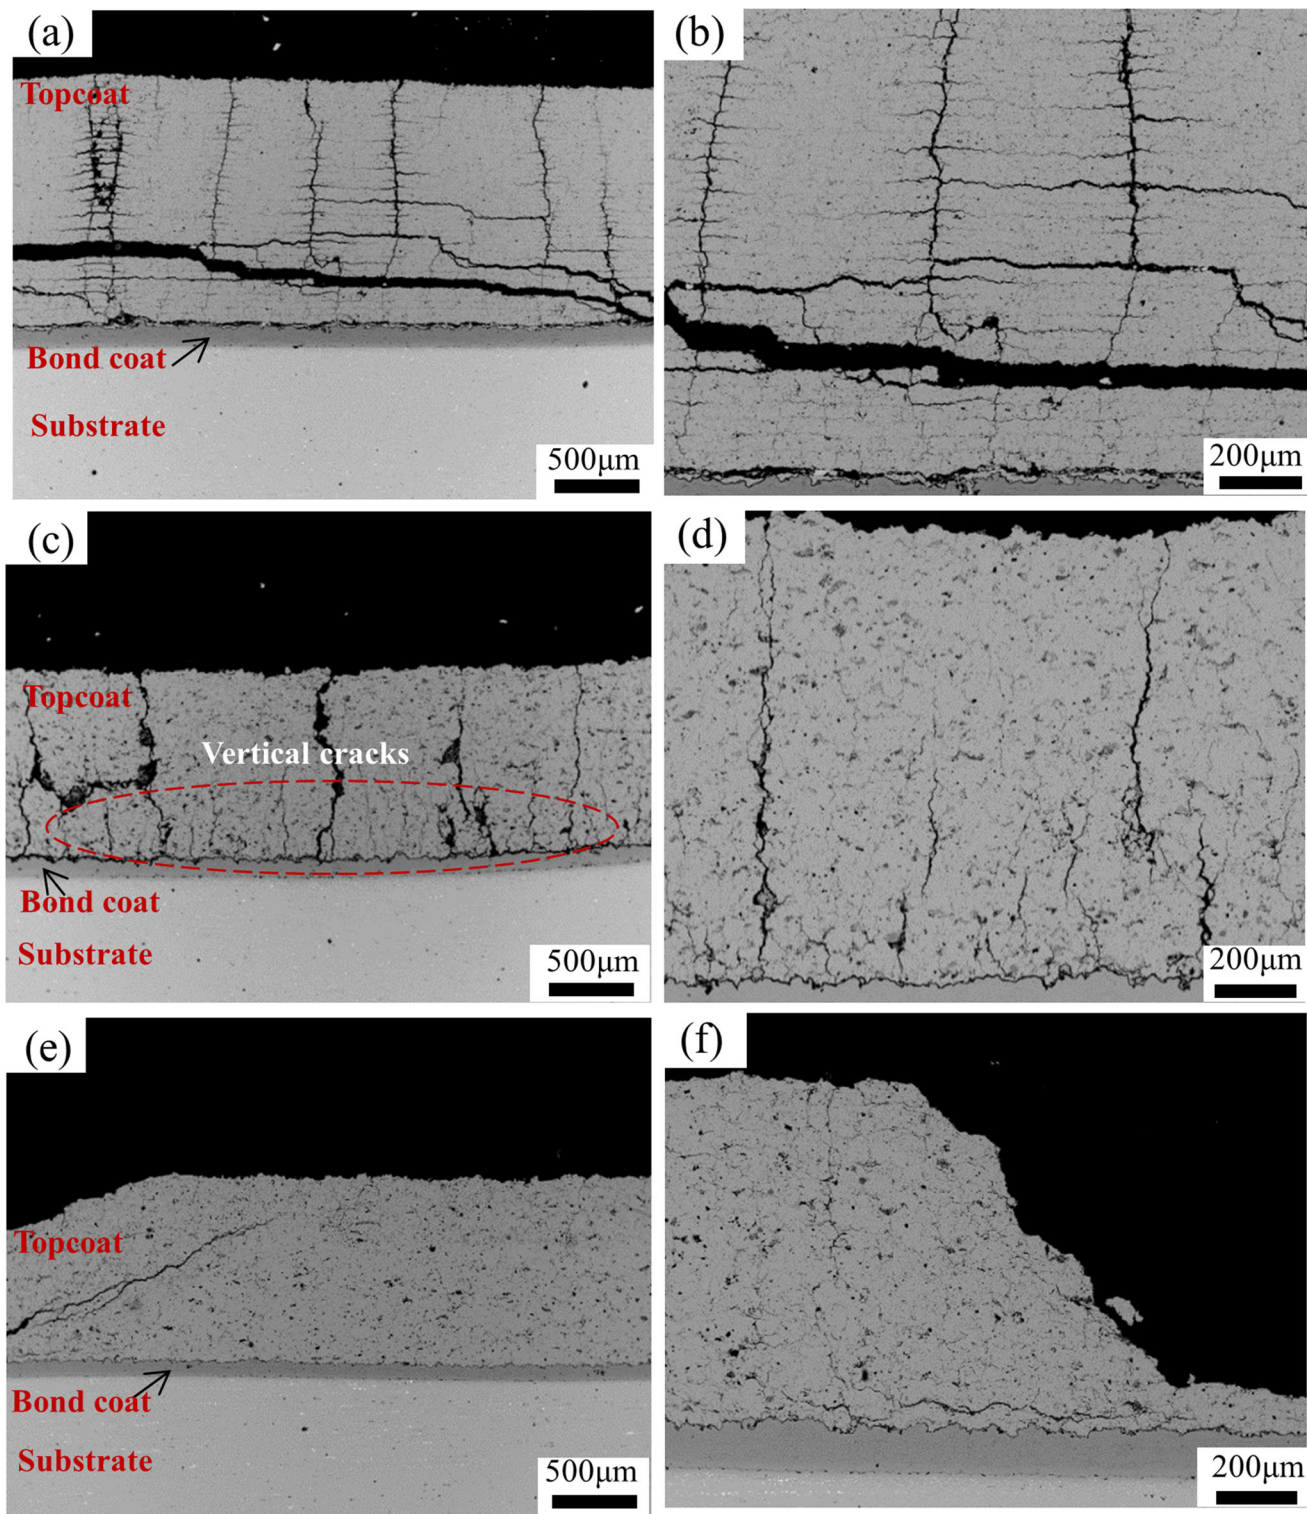 (a)
Topcoat
Bond coat
Substrate
500μm
(b)
200μm
(c)
Topcoat
Vertical cracks
Bond coat
Substrate
500μm
(d)
200μm
(e)
Topcoat
Bond coat
Substrate
500μm
(f)
200μm